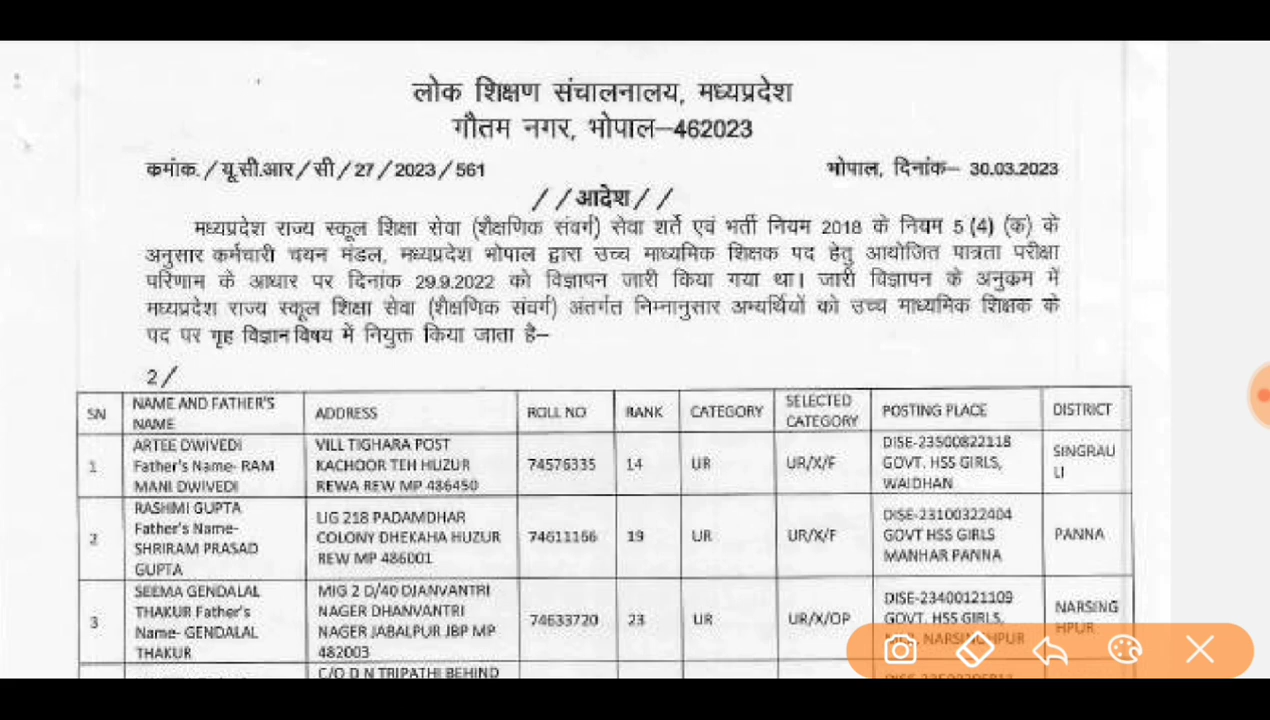 लोक शिक्षण संचालनालय, मध्यप्रदेश
गौतम नगर, भोपाल–462023
कमांक./यू.सी.आर/सी/27/2023/561 भोपाल, दिनांक– 30.03.2023
//आदेश//
मध्यप्रदेश राज्य स्कूल शिक्षा सेवा (शैक्षणिक संवर्ग) सेवा शर्ते एवं भर्ती नियम 2018 के नियम 5 (4) (क) के
अनुसार कर्मचारी चयन मंडल, मध्यप्रदेश भोपाल द्वारा उच्च माध्यमिक शिक्षक पद हेतु आयोजित पात्रता परीक्षा
परिणाम के आधार पर दिनांक 29.9.2022 को विज्ञापन जारी किया गया था। जारी विज्ञापन के अनुकम में
मध्यप्रदेश राज्य स्कूल शिक्षा सेवा (शैक्षणिक संवर्ग) अंतर्गत निम्नानुसार अभ्यर्थियों को उच्च माध्यमिक शिक्षक के
पद पर गृह विज्ञान विषय में नियुक्त किया जाता है–
2/
SN NAME AND FATHER'S NAME ADDRESS ROLL NO RANK CATEGORY SELECTED CATEGORY POSTING PLACE DISTRICT
1 ARTEE DWIVEDI Father's Name- RAM MANI DWIVEDI VILL TIGHARA POST KACHOOR TEH HUZUR REWA REW MP 486450 74576335 14 UR UR/X/F DISE-23500822118 GOVT. HSS GIRLS, WAIDHAN SINGRAULI
2 RASHMI GUPTA Father's Name- SHRIRAM PRASAD GUPTA LIG 218 PADAMDHAR COLONY DHEKAHA HUZUR REW MP 486001 74611166 19 UR UR/X/F DISE-23100322404 GOVT HSS GIRLS MANHAR PANNA PANNA
3 SEEMA GENDALAL THAKUR Father's Name- GENDALAL THAKUR MIG 2 D/40 DJANVANTRI NAGER DHANVANTRI NAGER JABALPUR JBP MP 482003 74633720 23 UR UR/X/OP DISE-23400121109 GOVT. HSS GIRLS, NARSINGHPUR NARSINGHPUR
C/O D N TRIPATHI BEHIND